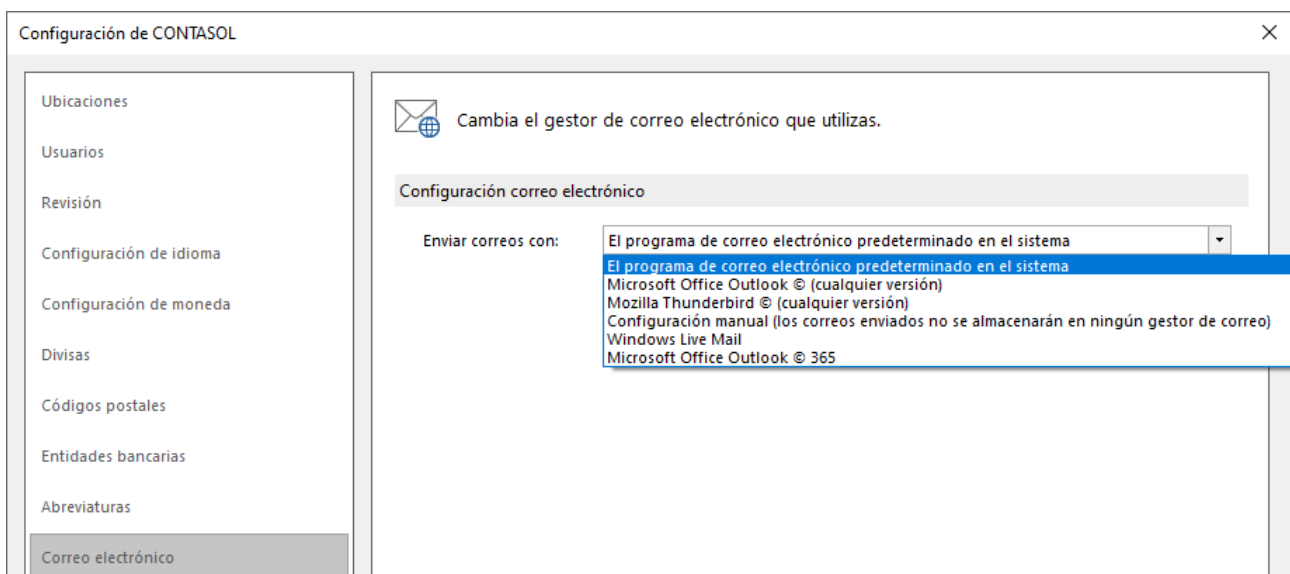 Configuración de CONTASOL
Ubicaciones
Usuarios
Revisión
Configuración de idioma
Configuración de moneda
Divisas
Códigos postales
Entidades bancarias
Abreviaturas
Correo electrónico
Cambia el gestor de correo electrónico que utilizas.
Configuración correo electrónico
Enviar correos con: El programa de correo electrónico predeterminado en el sistema
El programa de correo electrónico predeterminado en el sistema
Microsoft Office Outlook © (cualquier versión)
Mozilla Thunderbird © (cualquier versión)
Configuración manual (los correos enviados no se almacenarán en ningún gestor de correo)
Windows Live Mail
Microsoft Office Outlook © 365